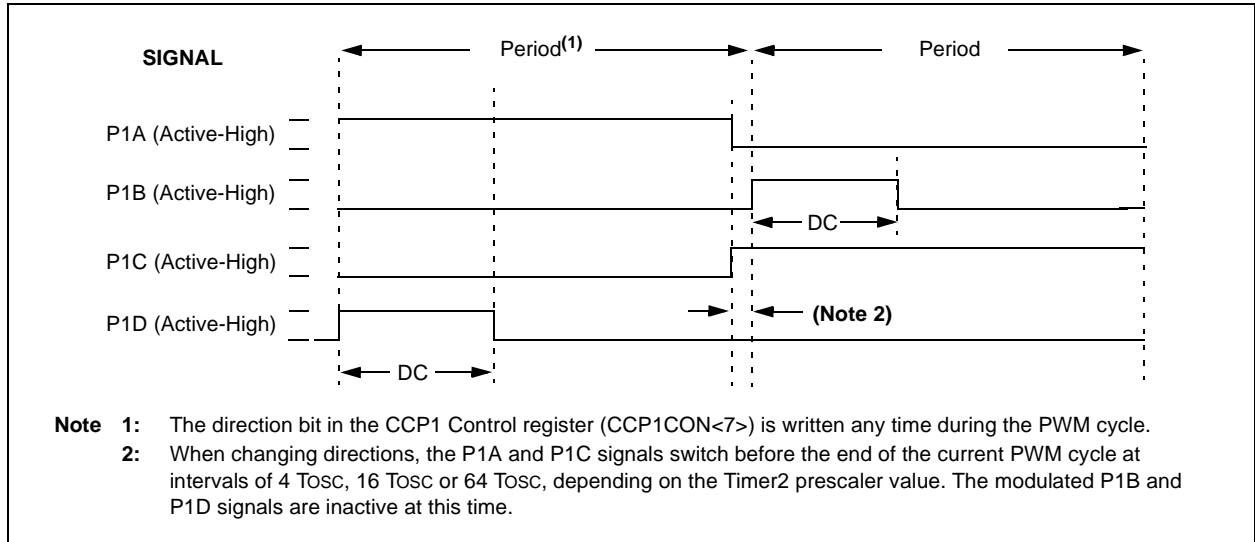 SIGNAL
Period(1)
Period
P1A (Active-High)
P1B (Active-High)
DC
P1C (Active-High)
P1D (Active-High)
(Note 2)
DC
Note 1: The direction bit in the CCP1 Control register (CCP1CON<7>) is written any time during the PWM cycle.
2: When changing directions, the P1A and P1C signals switch before the end of the current PWM cycle at
intervals of 4 TOSC, 16 TOSC or 64 TOSC, depending on the Timer2 prescaler value. The modulated P1B and
P1D signals are inactive at this time.